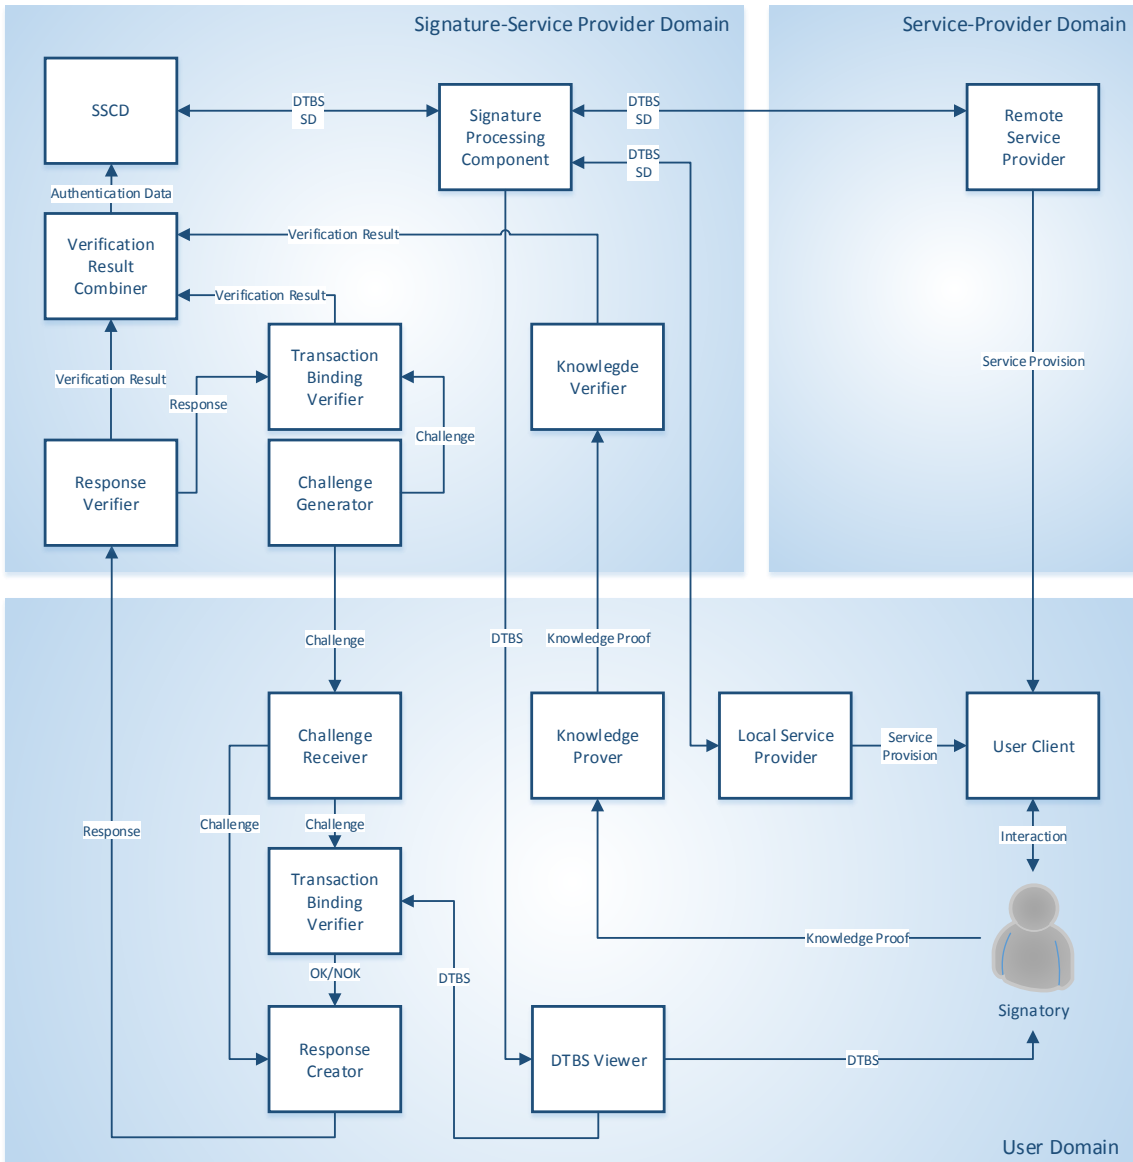 Signature-Service Provider Domain
Service-Provider Domain
SSCD
DTBS
SD
Signature
Processing
Component
DTBS
SD
DTBS
SD
Remote
Service
Provider
Authentication Data
Verification
Result
Combiner
Verification Result
Verification Result
Transaction
Binding
Verifier
Knowlegde
Verifier
Service Provision
Verification Result
Response
Challenge
Response
Verifier
Challenge
Generator
Challenge
DTBS
Knowledge Proof
Challenge
Receiver
Knowledge
Prover
Local Service
Provider
Service
Provision
User Client
Response
Challenge
Challenge
Interaction
Transaction
Binding
Verifier
Knowledge Proof
OK/NOK
DTBS
Signatory
Response
Creator
DTBS Viewer
DTBS
User Domain